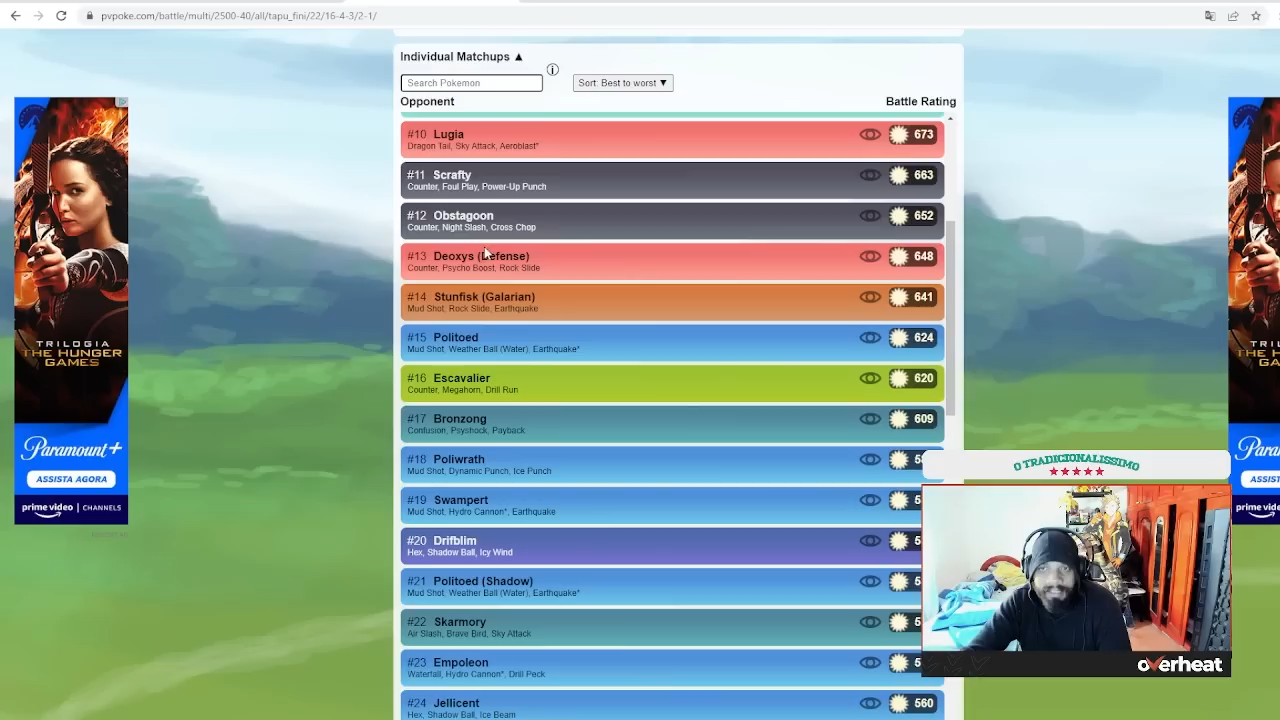 pvpoke.com/battle/multi/2500-40/all/tapu_fini/22/16-4-3/2-1/
Individual Matchups ▲
Search Pokemon
Sort: Best to worst ▼
Opponent
Battle Rating
#10 Lugia
Dragon Tail, Sky Attack, Aeroblast*
673
#11 Scrafty
Counter, Foul Play, Power-Up Punch
663
#12 Obstagoon
Counter, Night Slash, Cross Chop
652
#13 Deoxys (Defense)
Counter, Psycho Boost, Rock Slide
648
#14 Stunfisk (Galarian)
Mud Shot, Rock Slide, Earthquake
641
#15 Politoed
Mud Shot, Weather Ball (Water), Earthquake*
624
#16 Escavalier
Counter, Megahorn, Drill Run
620
#17 Bronzong
Confusion, Psyshock, Payback
609
#18 Poliwrath
Mud Shot, Dynamic Punch, Ice Punch
#19 Swampert
Mud Shot, Hydro Cannon*, Earthquake
#20 Drifblim
Hex, Shadow Ball, Icy Wind
#21 Politoed (Shadow)
Mud Shot, Weather Ball (Water), Earthquake*
#22 Skarmory
Air Slash, Brave Bird, Sky Attack
#23 Empoleon
Waterfall, Hydro Cannon*, Drill Peck
#24 Jellicent
Hex, Shadow Ball, Ice Beam
560
TRILOGIA
THE HUNGER
GAMES
Paramount+
ASSISTA AGORA
prime video | CHANNELS
O TRADICIONALISSIMO
overheat